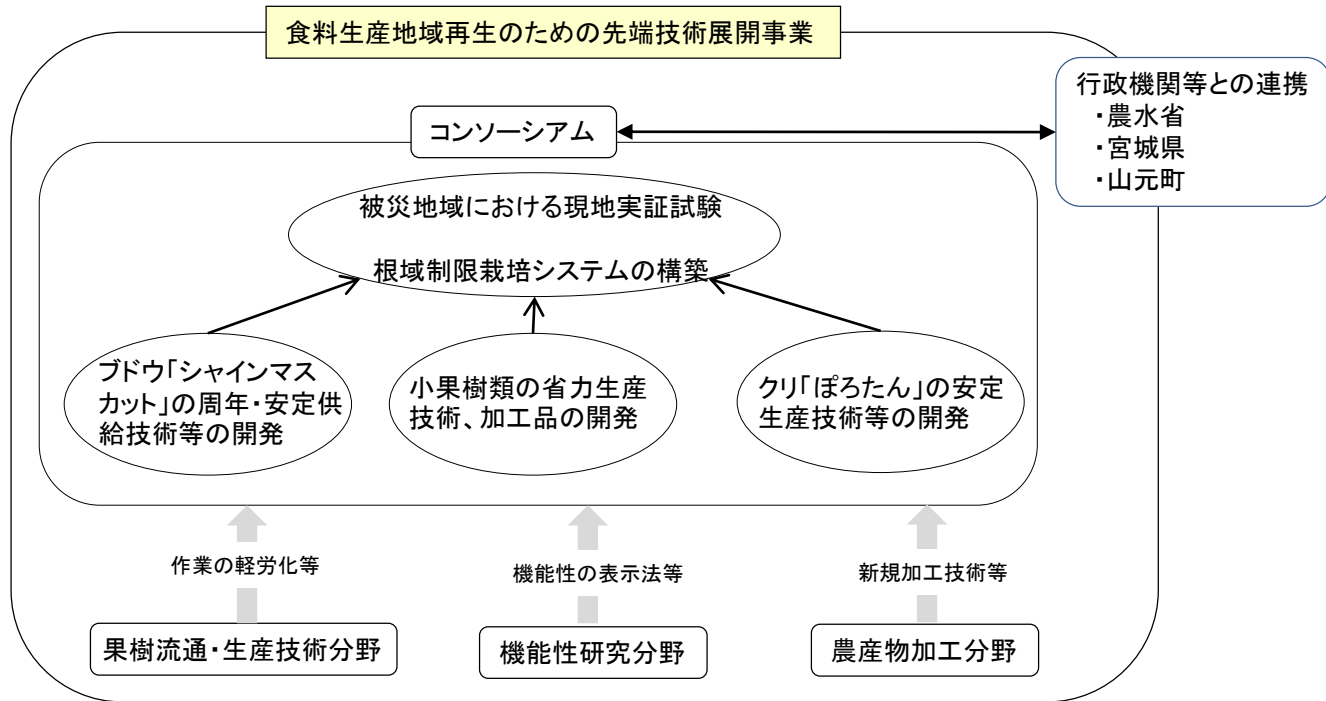 食料生産地域再生のための先端技術展開事業
行政機関等との連携
・農水省
・宮城県
・山元町
コンソーシアム
被災地域における現地実証試験
根域制限栽培システムの構築
ブドウ「シャインマス
カット」の周年・安定供
給技術等の開発
小果樹類の省力生産
技術、加工品の開発
クリ「ぽろたん」の安定
生産技術等の開発
作業の軽労化等
機能性の表示法等
新規加工技術等
果樹流通・生産技術分野
機能性研究分野
農産物加工分野